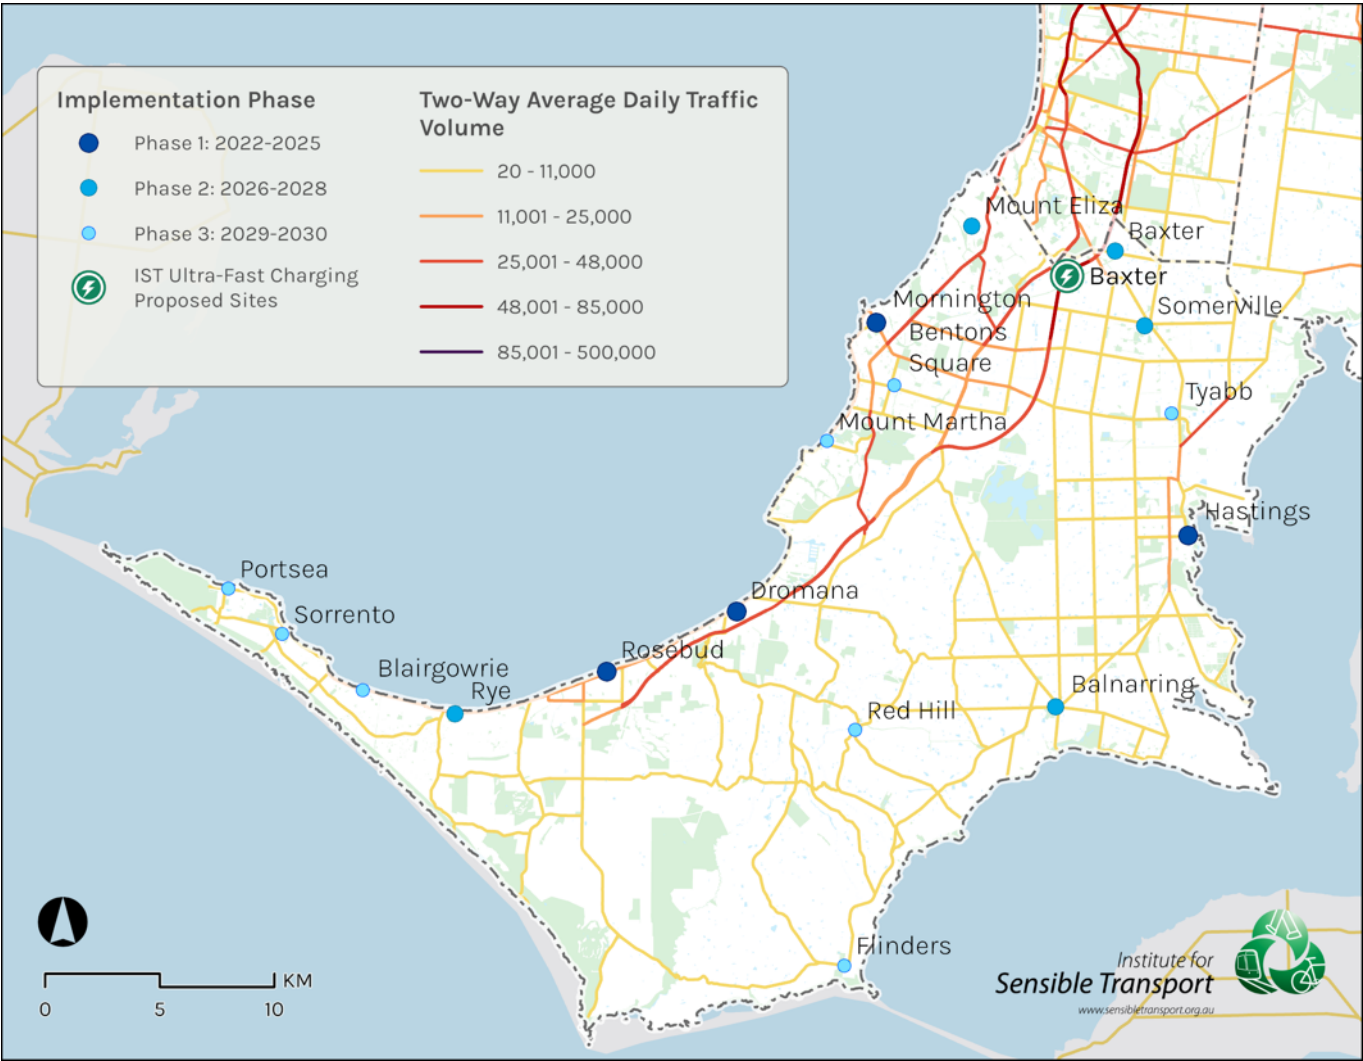 Implementation Phase
Phase 1: 2022-2025
Phase 2: 2026-2028
Phase 3: 2029-2030
IST Ultra-Fast Charging
Proposed Sites
Two-Way Average Daily Traffic
Volume
20 - 11,000
11,001 - 25,000
25,001 - 48,000
48,001 - 85,000
85,001 - 500,000
Mount Eliza
Baxter
Baxter
Mornington
Somerville
Bentons
Square
Tyabb
Mount Martha
Hastings
Portsea
Dromana
Sorrento
Rosebud
Blairgowrie
Rye
Balnarring
Red Hill
Flinders
KM
0 5 10
Institute for
Sensible Transport
www.sensibletransport.org.au